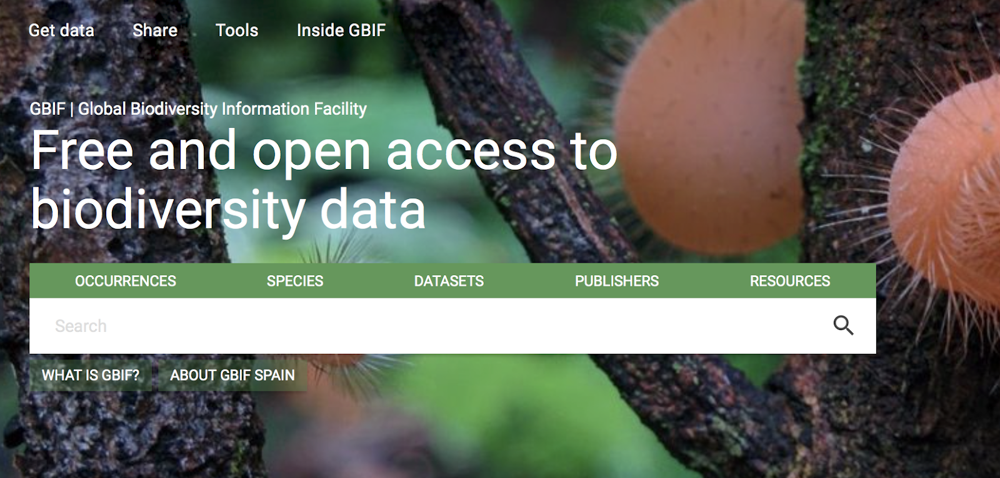 Get data Share Tools Inside GBIF
GBIF | Global Biodiversity Information Facility
Free and open access to
biodiversity data
OCCURRENCES SPECIES DATASETS PUBLISHERS RESOURCES
Search
WHAT IS GBIF? ABOUT GBIF SPAIN